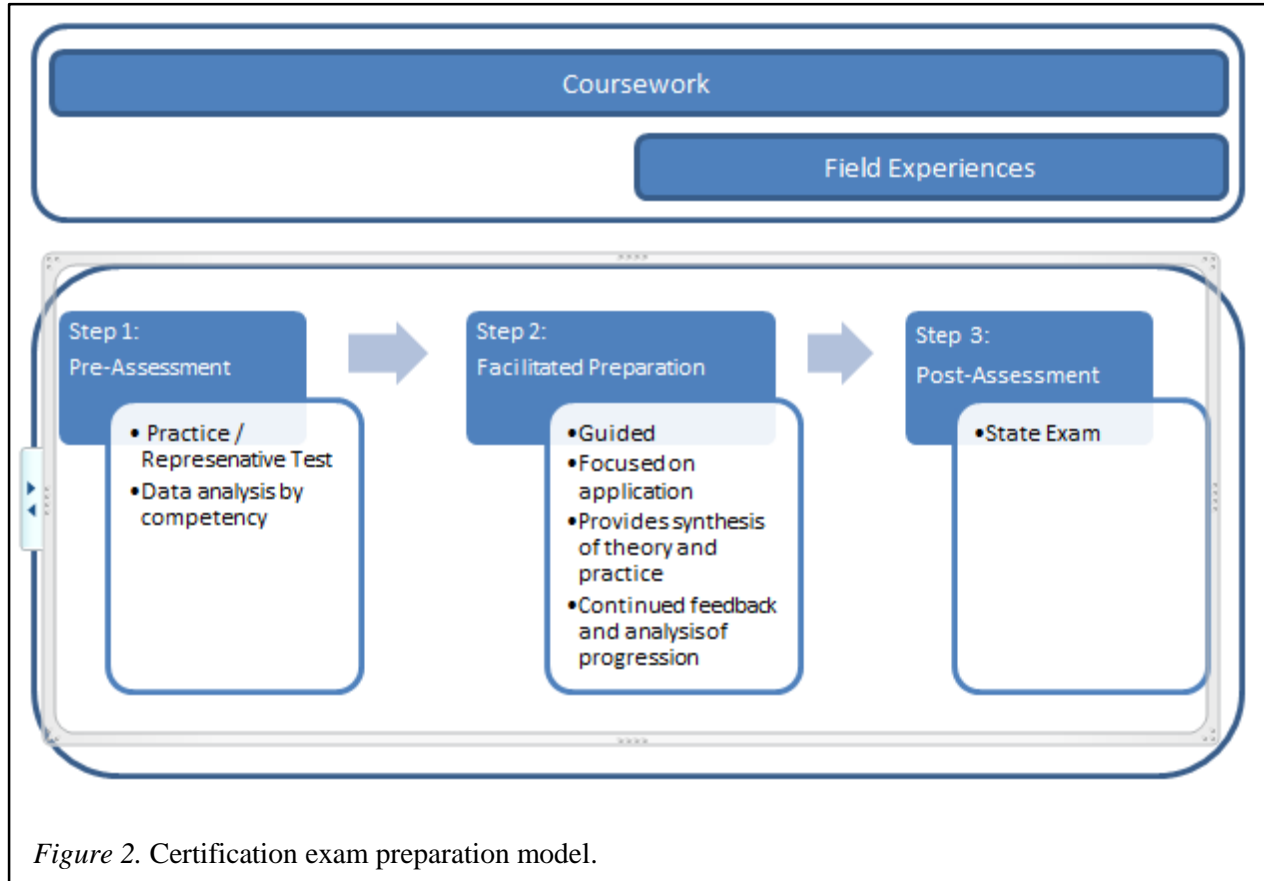 Coursework
Field Experiences
Step 1:
Pre-Assessment
• Practice /
Represenative Test
•Data analysis by
competency
Step 2:
Facilitated Preparation
•Guided
•Focused on
application
•Provides synthesis
of theory and
practice
•Continued feedback
and analysis of
progression
Step 3:
Post-Assessment
•State Exam
Figure 2. Certification exam preparation model.